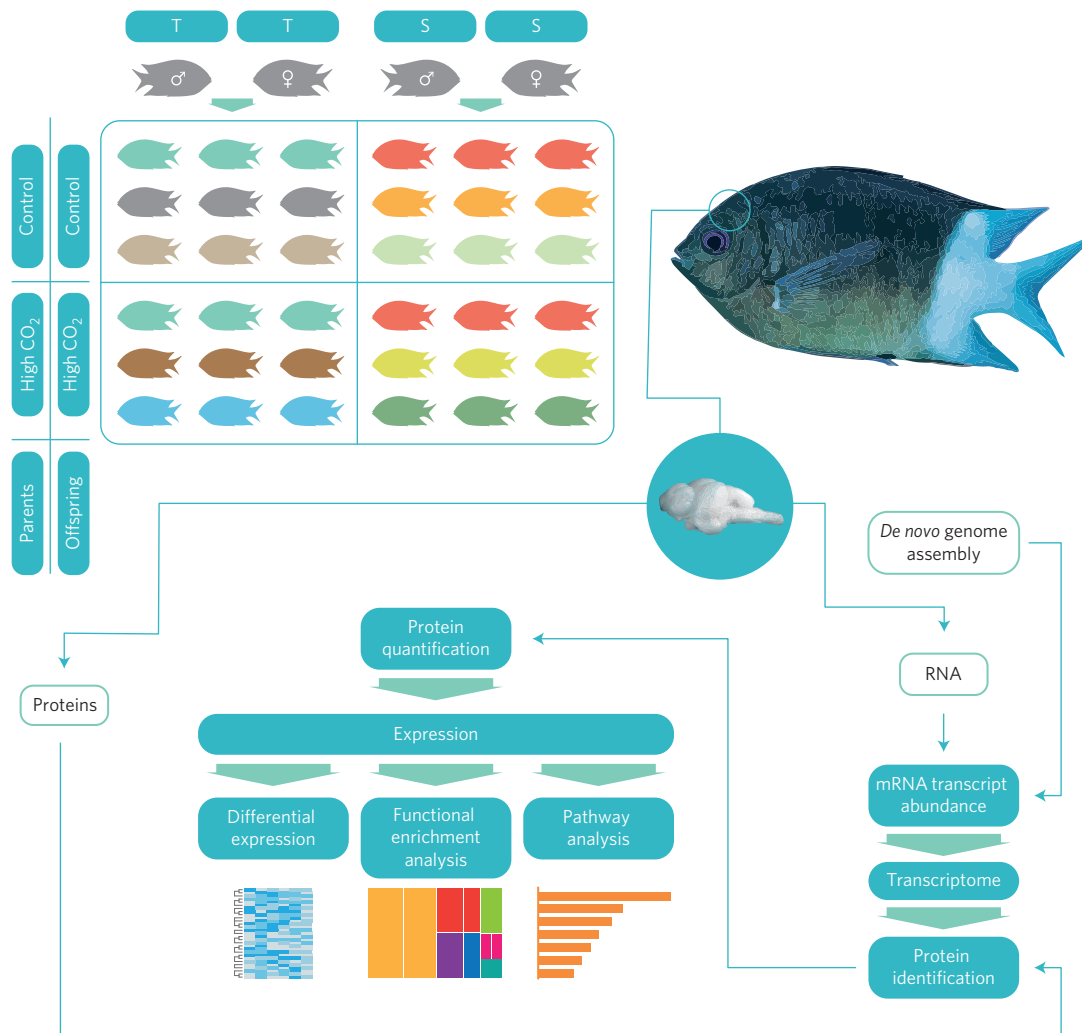 T
T
S
S
♂
♀
♂
♀
Control
Control
High CO₂
High CO₂
Parents
Offspring
De novo genome
assembly
Protein
quantification
RNA
Proteins
Expression
mRNA transcript
abundance
Differential
expression
Functional
enrichment
analysis
Pathway
analysis
Transcriptome
Protein
identification